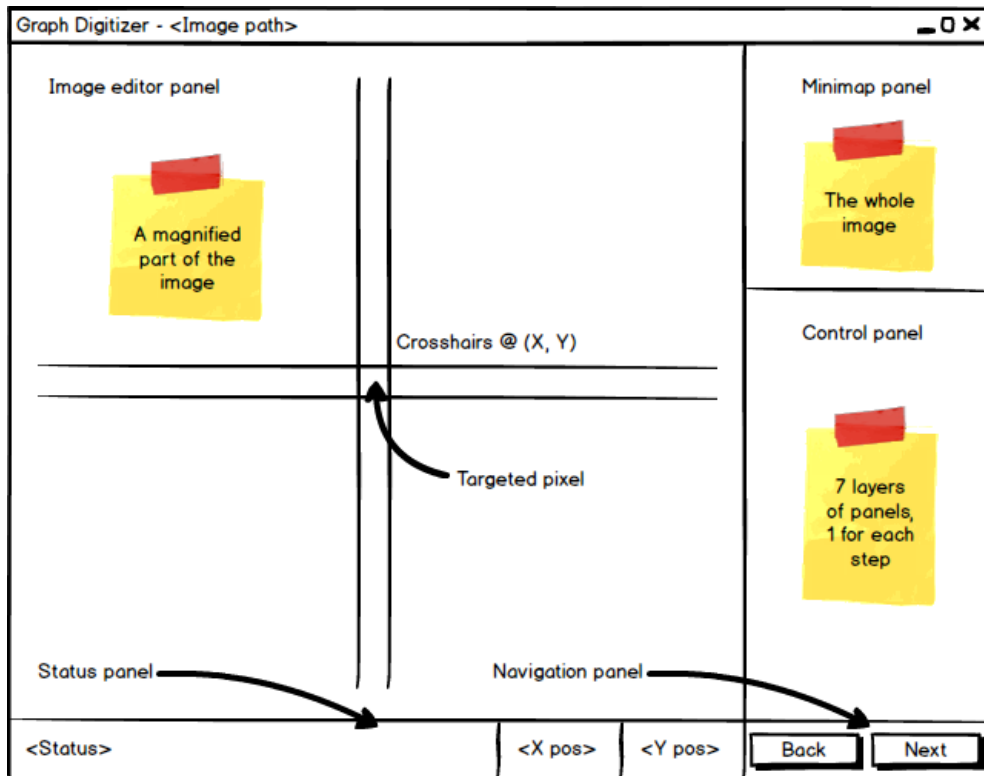 Graph Digitizer - <Image path>
Image editor panel
A magnified
part of the
image
Crosshairs @ (X, Y)
Targeted pixel
Minimap panel
The whole
image
Control panel
7 layers
of panels,
1 for each
step
Status panel
Navigation panel
<Status>
<X pos>
<Y pos>
Back
Next